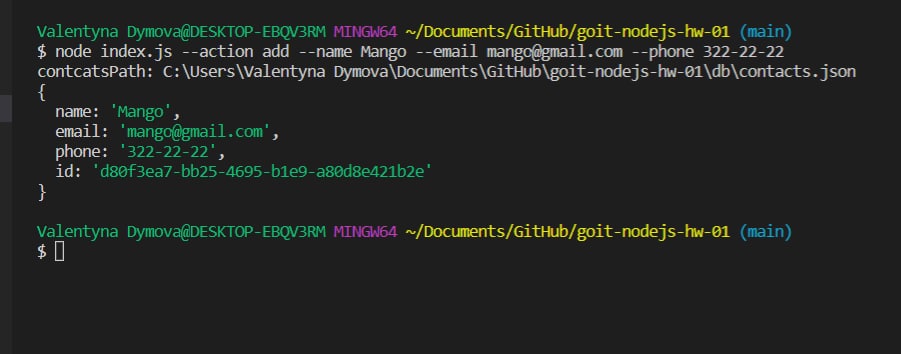 Valentyna Dymova@DESKTOP-EBQV3RM MINGW64 ~/Documents/GitHub/goit-nodejs-hw-01 (main)
$ node index.js --action add --name Mango --email mango@gmail.com --phone 322-22-22
contcatsPath: C:\Users\Valentyna Dymova\Documents\GitHub\goit-nodejs-hw-01\db\contacts.json
{
  name: 'Mango',
  email: 'mango@gmail.com',
  phone: '322-22-22',
  id: 'd80f3ea7-bb25-4695-b1e9-a80d8e421b2e'
}
Valentyna Dymova@DESKTOP-EBQV3RM MINGW64 ~/Documents/GitHub/goit-nodejs-hw-01 (main)
$